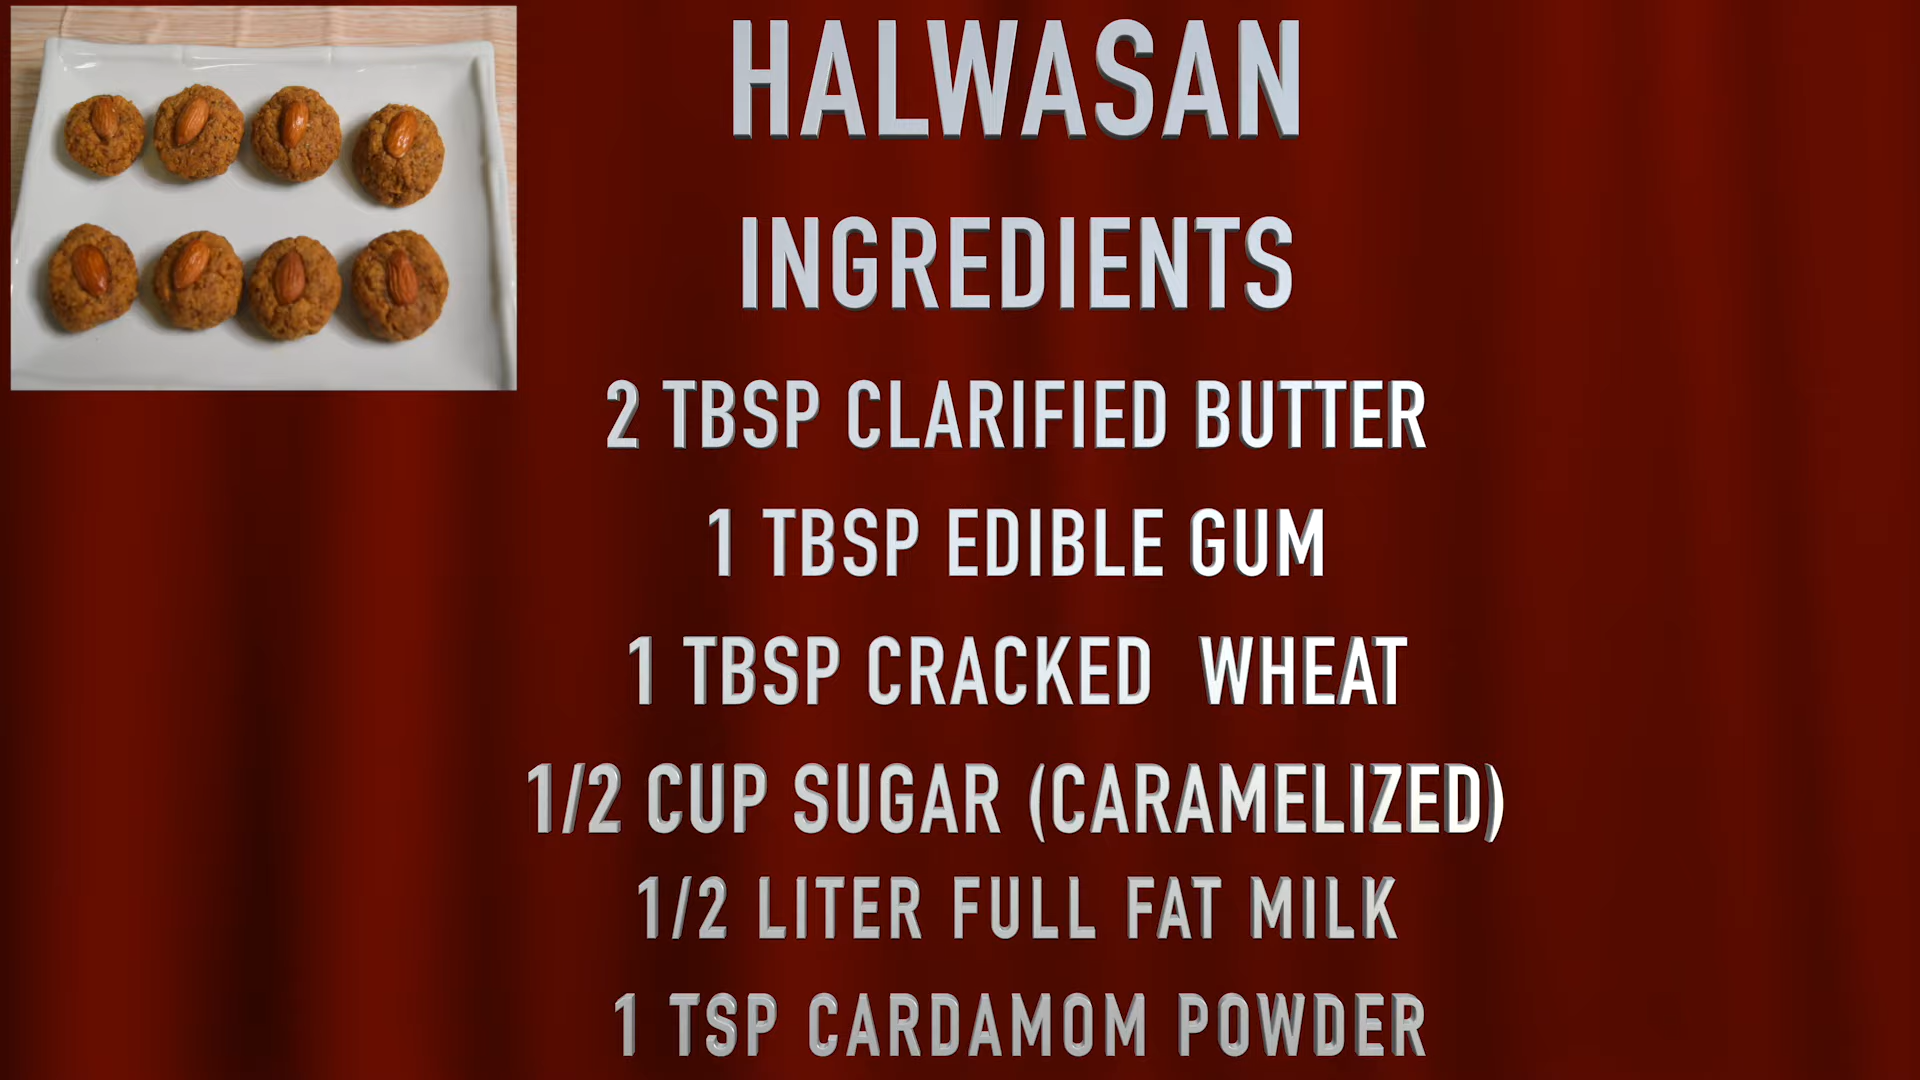 HALWASAN
INGREDIENTS
2 TBSP CLARIFIED BUTTER
1 TBSP EDIBLE GUM
1 TBSP CRACKED  WHEAT
1/2 CUP SUGAR (CARAMELIZED)
1/2 LITER FULL FAT MILK
1 TSP CARDAMOM POWDER